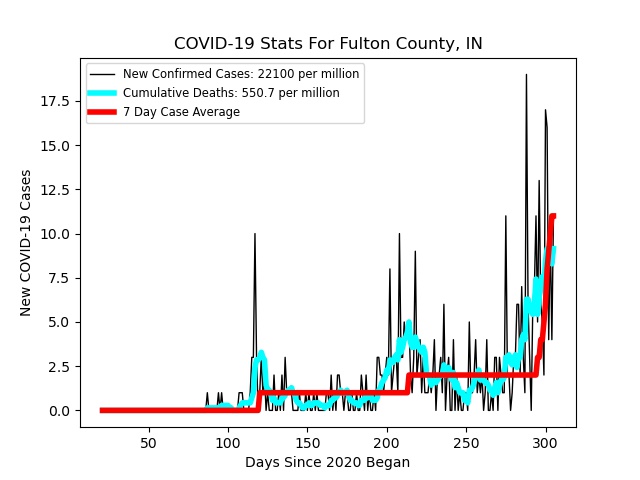 COVID-19 Stats For Fulton County, IN
New Confirmed Cases: 22100 per million
Cumulative Deaths: 550.7 per million
7 Day Case Average
17.5
15.0
12.5
10.0
7.5
5.0
2.5
0.0
New COVID-19 Cases
50 100 150 200 250 300
Days Since 2020 Began